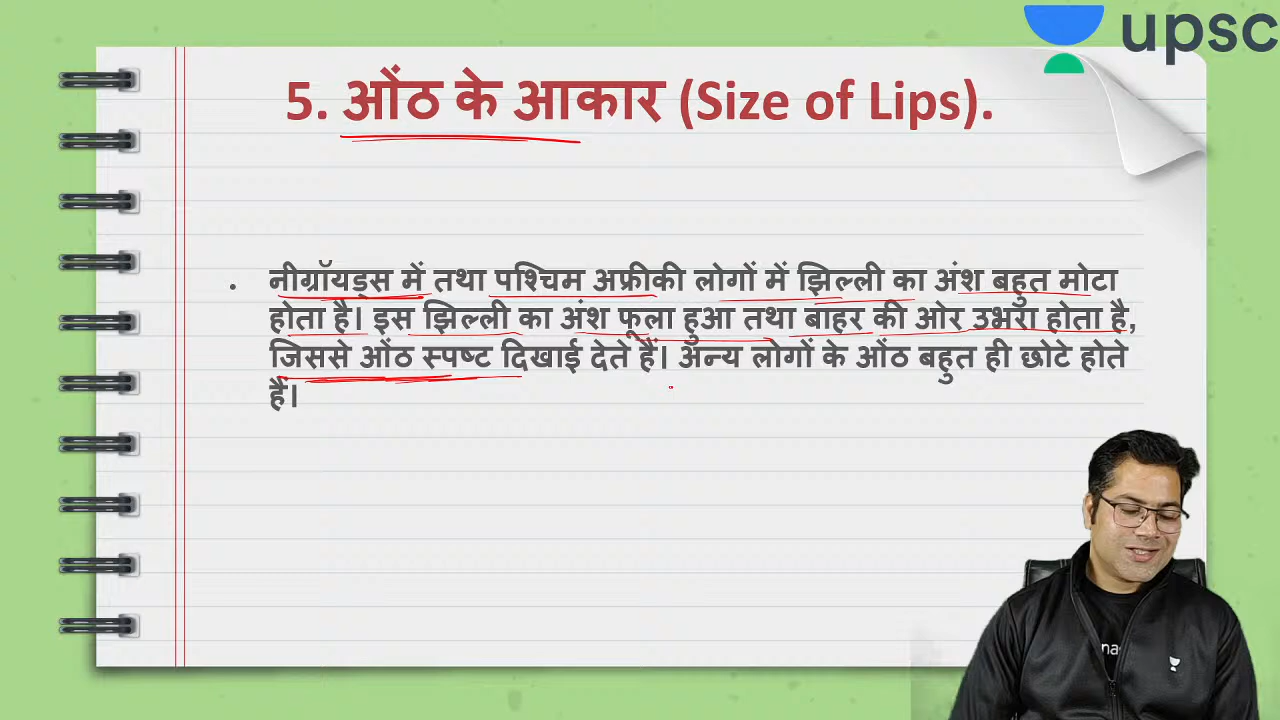 upsc
5. ओंठ के आकार (Size of Lips).
• नीग्रॉयड्स में तथा पश्चिम अफ्रीकी लोगों में झिल्ली का अंश बहुत मोटा
होता है। इस झिल्ली का अंश फूला हुआ तथा बाहर की ओर उभरा होता है,
जिससे ओंठ स्पष्ट दिखाई देते हैं। अन्य लोगों के ओंठ बहुत ही छोटे होते
हैं।